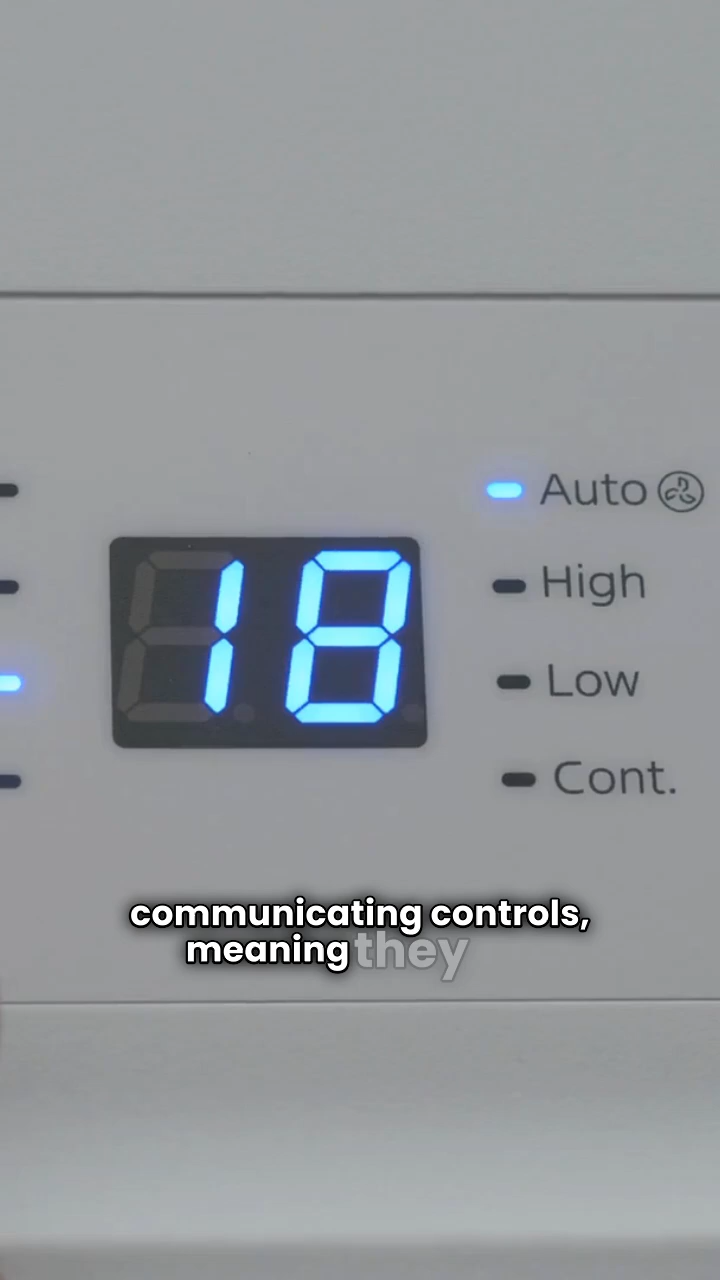 18
Auto
High
Low
Cont.
communicating controls,
meaning they